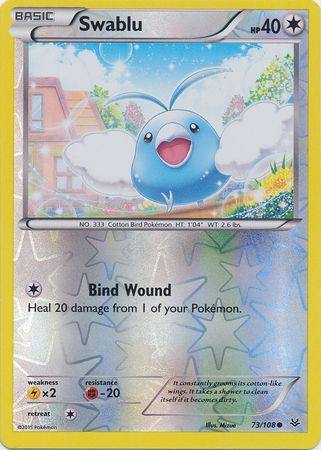 BASIC
Swablu
HP40
NO. 333 Cotton Bird Pokémon HT. 1'04" WT. 2.6 lbs.
Bind Wound
Heal 20 damage from 1 of your Pokémon.
weakness
×2
resistance
-20
retreat
It constantly grooms its cotton-like
wings. It takes a shower to clean
itself if it becomes dirty.
©2015 Pokémon
Illus. Mizue
73/108